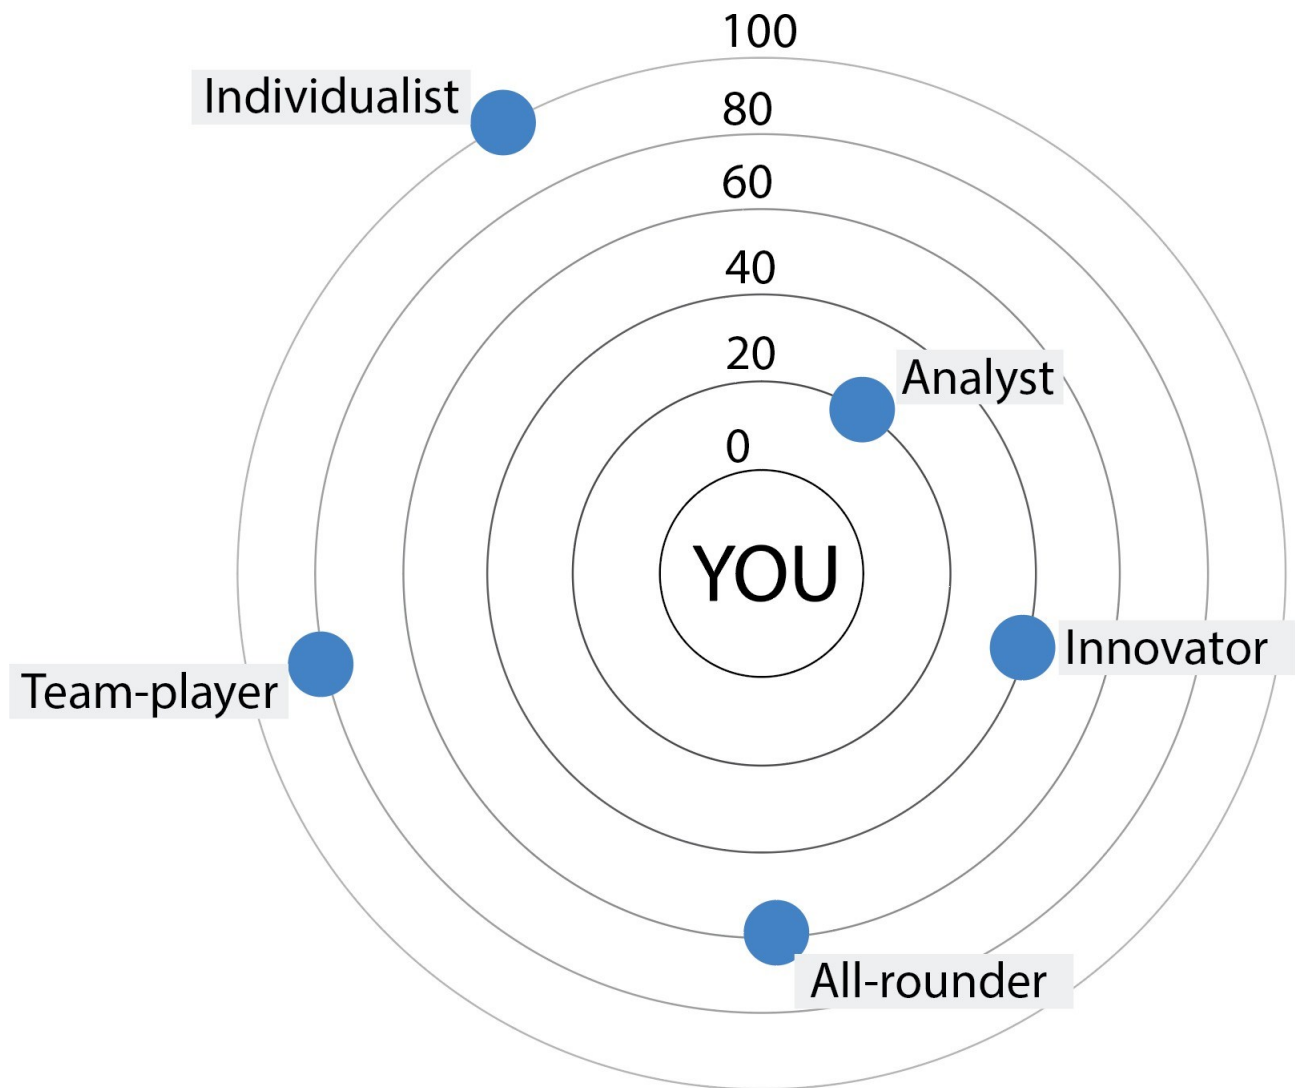 100
Individualist
80
60
40
20
Analyst
0
YOU
Innovator
Team-player
All-rounder